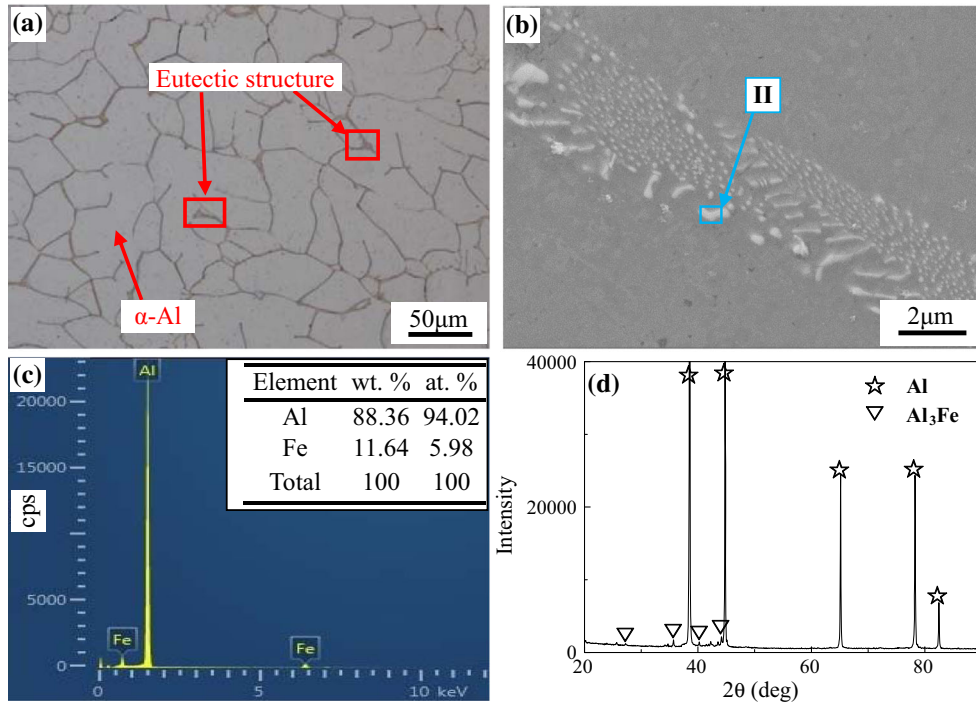 (a)
Eutectic structure
α-Al
50μm
(b)
II
2μm
(c)
Al
Fe
Fe
20000
15000
5000
0
cps
0 5 10 keV
Element wt. % at. %
Al 88.36 94.02
Fe 11.64 5.98
Total 100 100
(d)
Al
Al₃Fe
40000
20000
0
Intensity
20 40 60 80
2θ (deg)